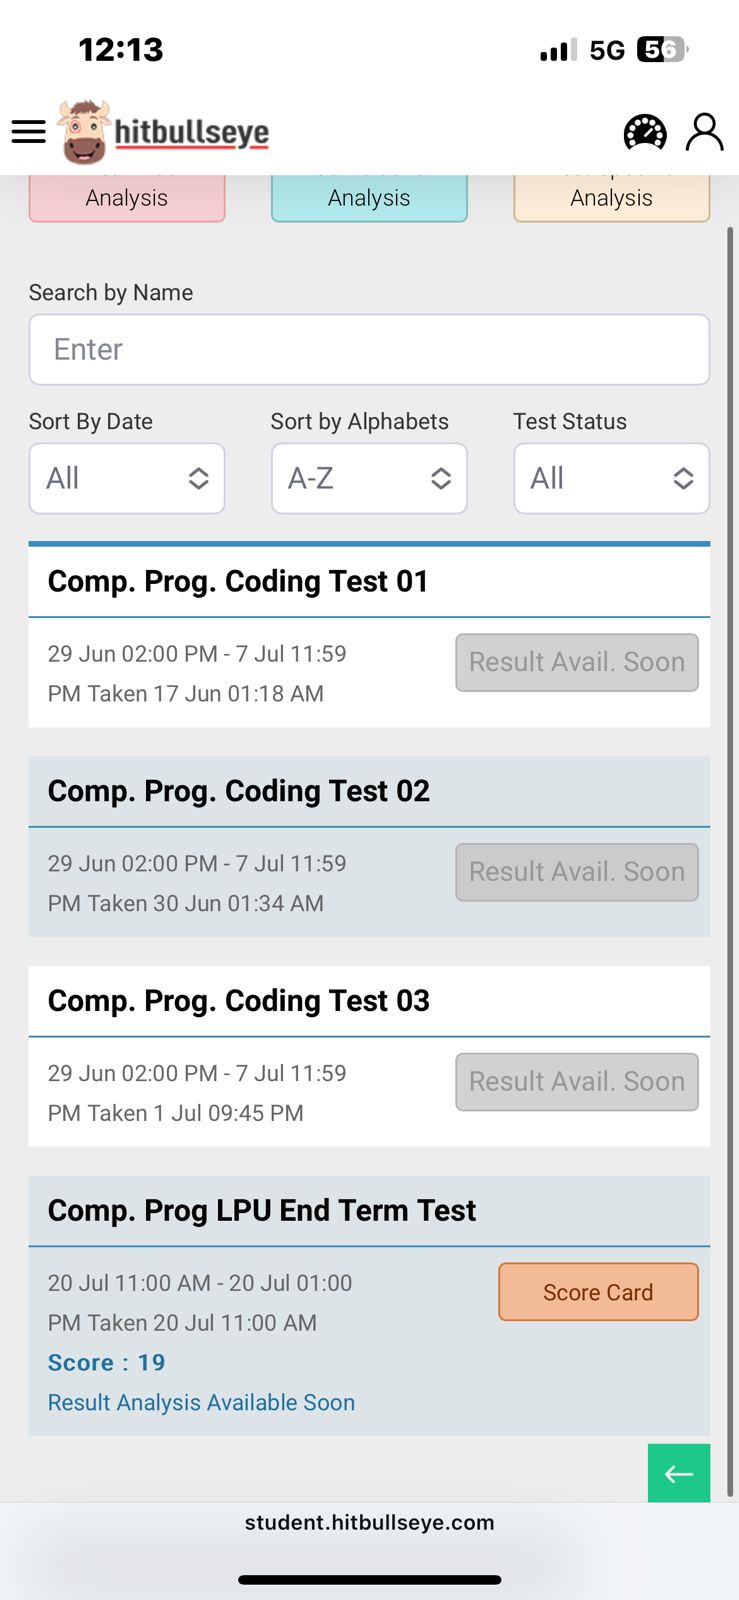 12:13
5G 56
hitbullseye
Analysis
Analysis
Analysis
Search by Name
Enter
Sort By Date
Sort by Alphabets
Test Status
All
A-Z
All
Comp. Prog. Coding Test 01
29 Jun 02:00 PM - 7 Jul 11:59
PM Taken 17 Jun 01:18 AM
Result Avail. Soon
Comp. Prog. Coding Test 02
29 Jun 02:00 PM - 7 Jul 11:59
PM Taken 30 Jun 01:34 AM
Result Avail. Soon
Comp. Prog. Coding Test 03
29 Jun 02:00 PM - 7 Jul 11:59
PM Taken 1 Jul 09:45 PM
Result Avail. Soon
Comp. Prog LPU End Term Test
20 Jul 11:00 AM - 20 Jul 01:00
PM Taken 20 Jul 11:00 AM
Score Card
Score : 19
Result Analysis Available Soon
student.hitbullseye.com